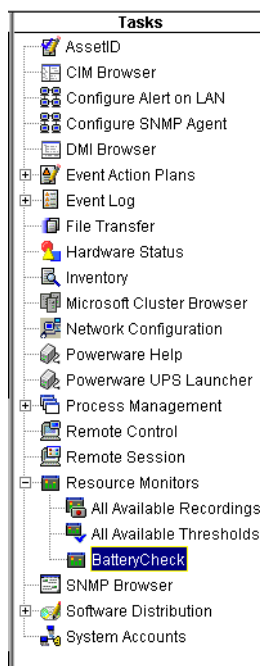 Tasks
AssetID
CIM Browser
Configure Alert on LAN
Configure SNMP Agent
DMI Browser
Event Action Plans
Event Log
File Transfer
Hardware Status
Inventory
Microsoft Cluster Browser
Network Configuration
Powerware Help
Powerware UPS Launcher
Process Management
Remote Control
Remote Session
Resource Monitors
All Available Recordings
All Available Thresholds
BatteryCheck
SNMP Browser
Software Distribution
System Accounts